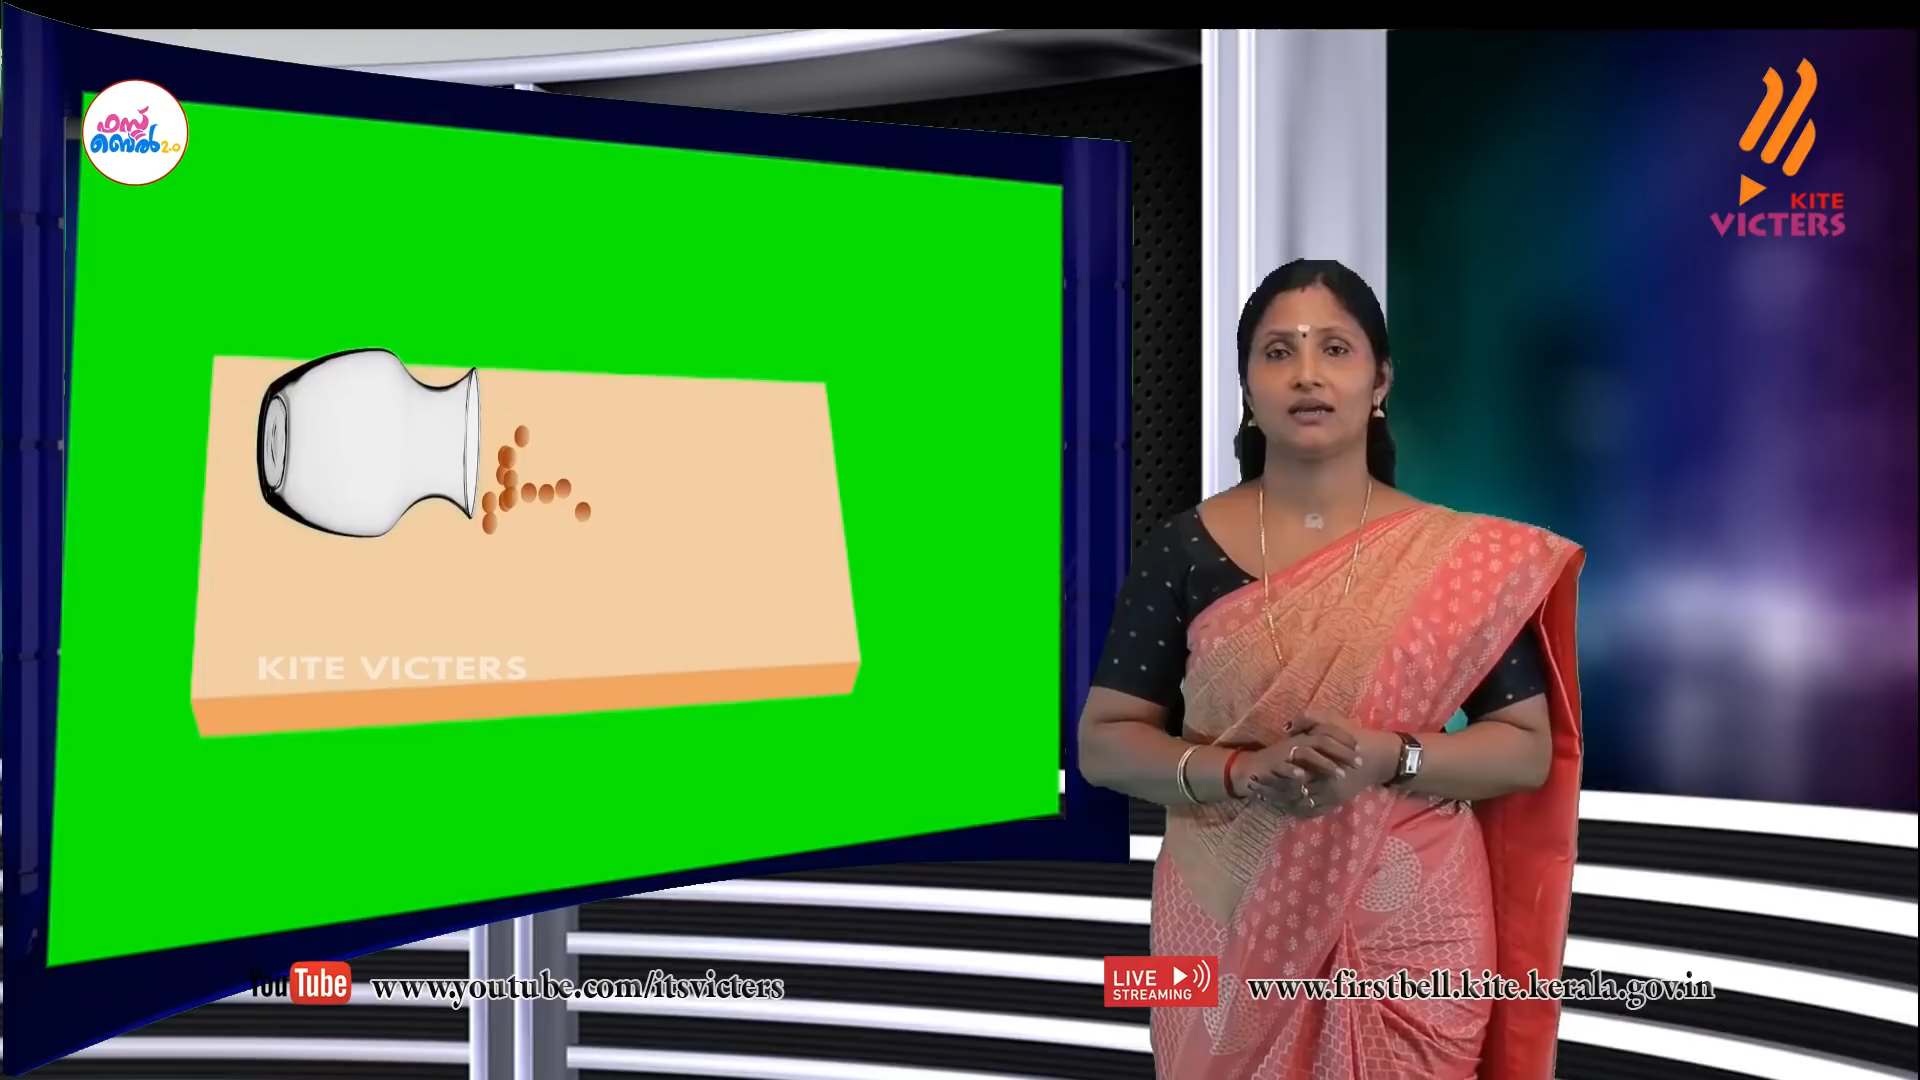 ഫസ്റ്റ്
ബെൽ 2.0
KITE
VICTERS
KITE VICTERS
YouTube www.youtube.com/itsvicters
LIVE
STREAMING
www.firstbell.kite.kerala.gov.in